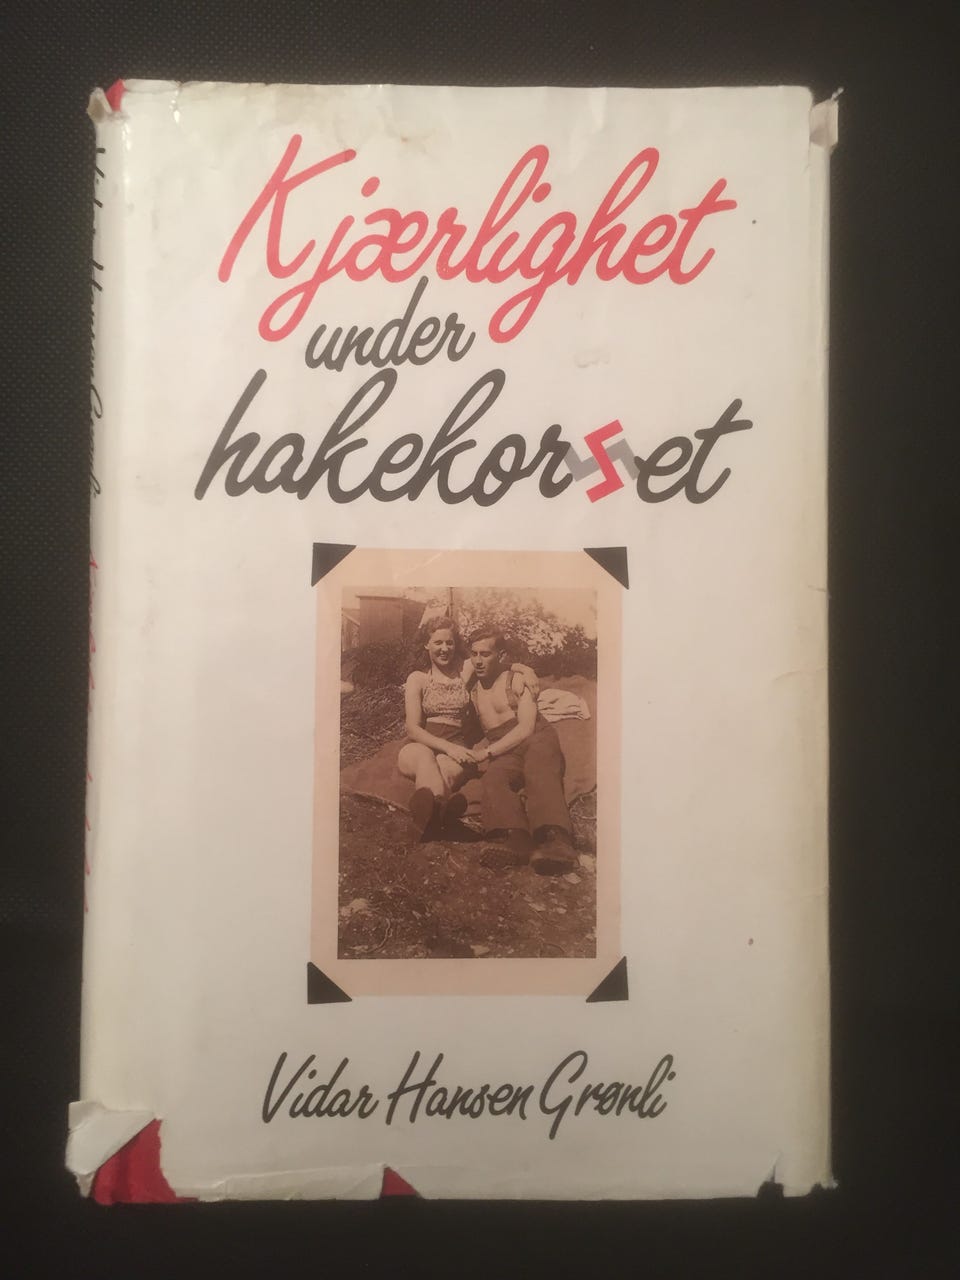 Kjærlighet
under
hakekorset
Vidar Hansen Grønli